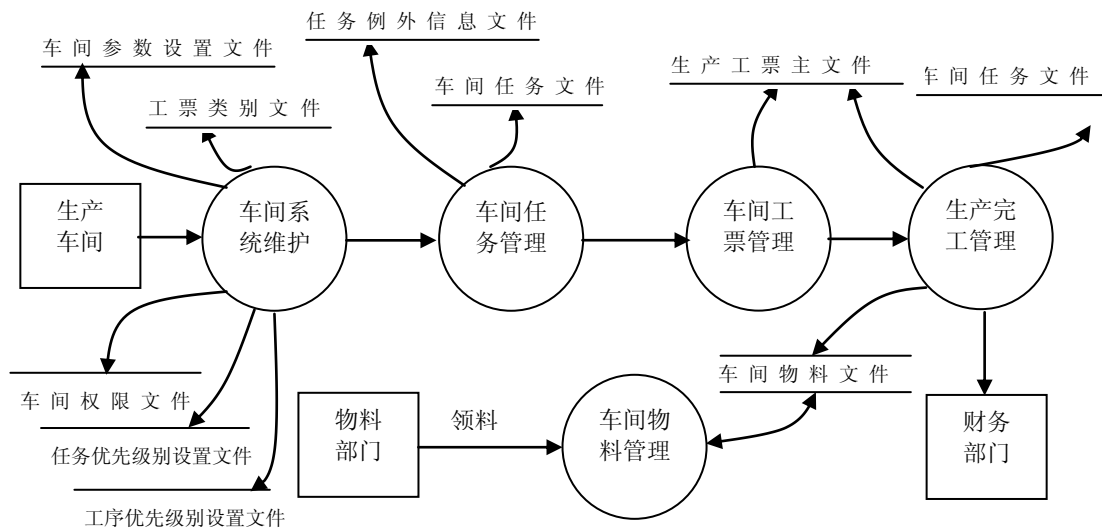 任务例外信息文件
车间参数设置文件
生产工票主文件
车间任务文件
车间任务文件
工票类别文件
生产
车间
车间系
统维护
车间任
务管理
车间工
票管理
生产完
工管理
车间物料文件
车间权限文件
物料
部门
领料
车间物
料管理
财务
部门
任务优先级别设置文件
工序优先级别设置文件